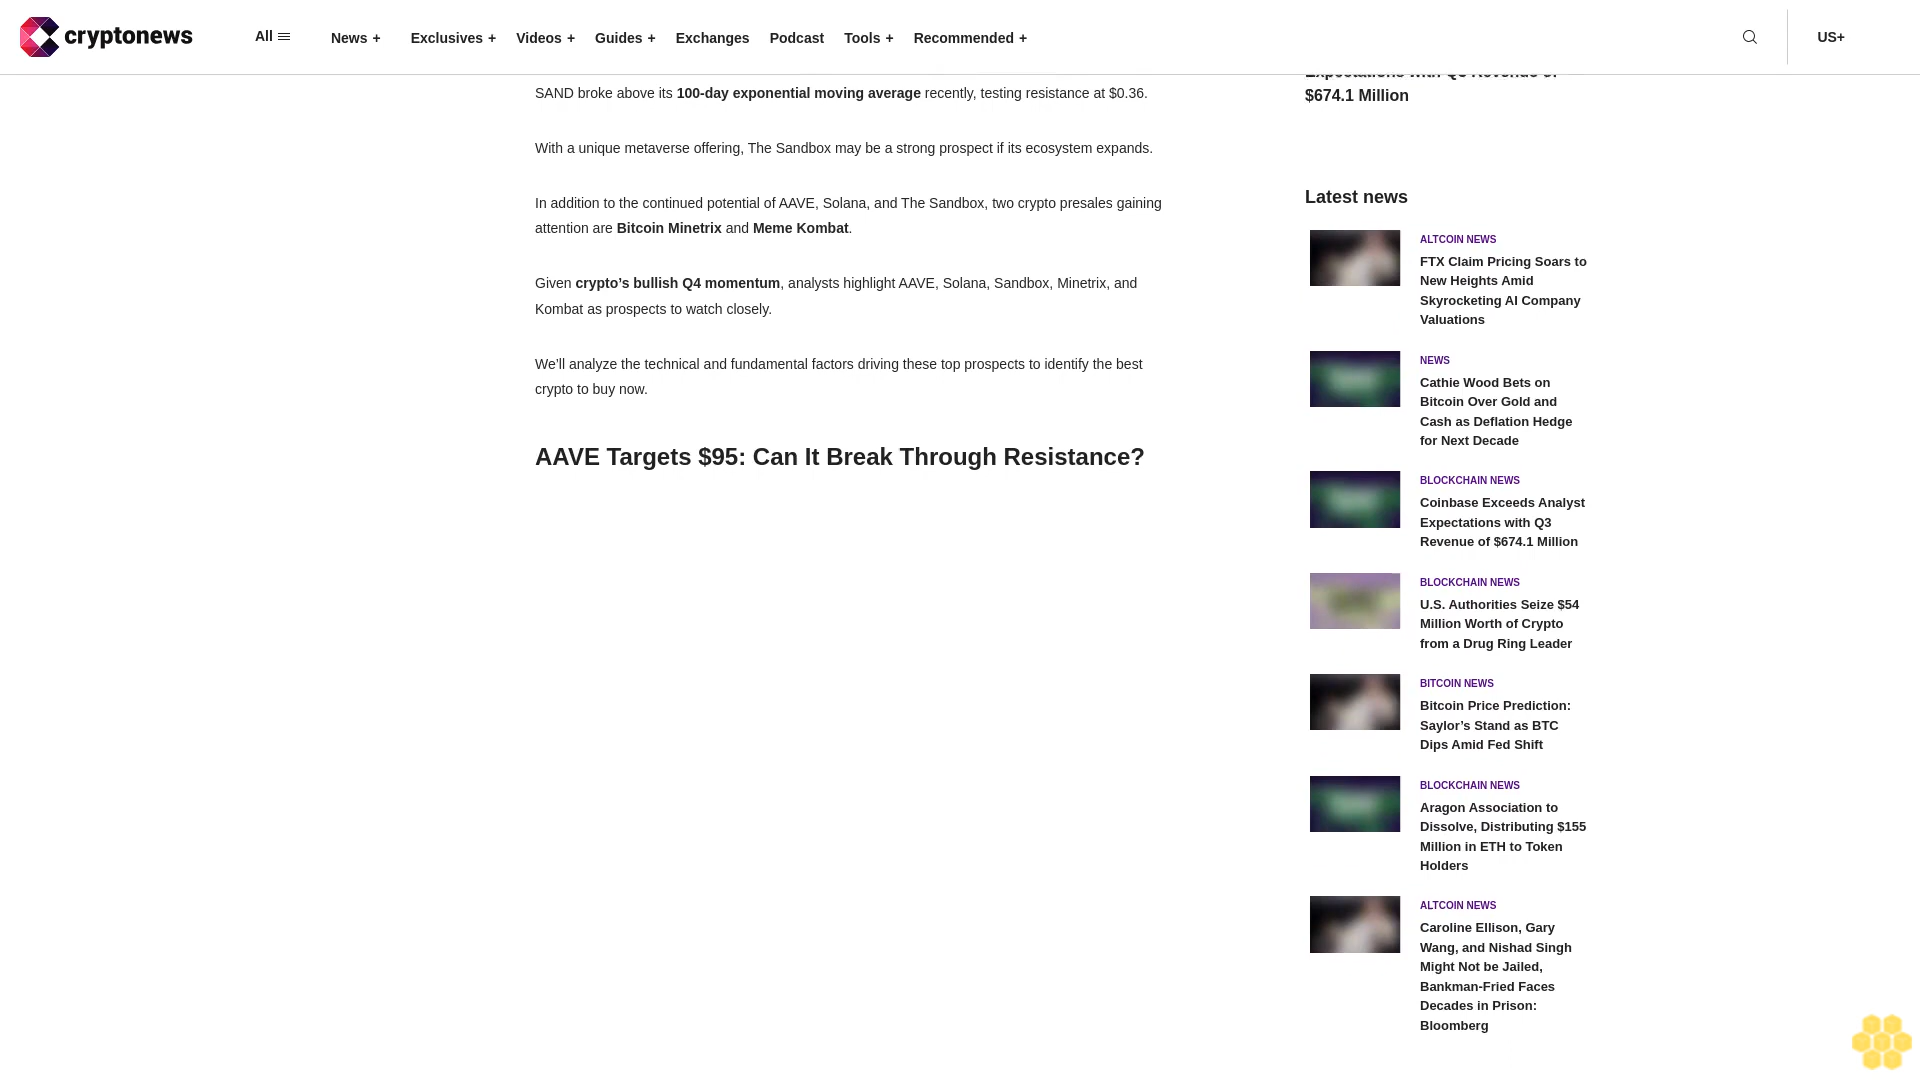 cryptonews
All
News +
Exclusives +
Videos +
Guides +
Exchanges
Podcast
Tools +
Recommended +
US+
SAND broke above its 100-day exponential moving average recently, testing resistance at $0.36.
With a unique metaverse offering, The Sandbox may be a strong prospect if its ecosystem expands.
In addition to the continued potential of AAVE, Solana, and The Sandbox, two crypto presales gaining
attention are Bitcoin Minetrix and Meme Kombat.
Given crypto’s bullish Q4 momentum, analysts highlight AAVE, Solana, Sandbox, Minetrix, and
Kombat as prospects to watch closely.
We’ll analyze the technical and fundamental factors driving these top prospects to identify the best
crypto to buy now.
AAVE Targets $95: Can It Break Through Resistance?
Expectations with Q3 Revenue of
$674.1 Million
Latest news
ALTCOIN NEWS
FTX Claim Pricing Soars to
New Heights Amid
Skyrocketing AI Company
Valuations
NEWS
Cathie Wood Bets on
Bitcoin Over Gold and
Cash as Deflation Hedge
for Next Decade
BLOCKCHAIN NEWS
Coinbase Exceeds Analyst
Expectations with Q3
Revenue of $674.1 Million
BLOCKCHAIN NEWS
U.S. Authorities Seize $54
Million Worth of Crypto
from a Drug Ring Leader
BITCOIN NEWS
Bitcoin Price Prediction:
Saylor’s Stand as BTC
Dips Amid Fed Shift
BLOCKCHAIN NEWS
Aragon Association to
Dissolve, Distributing $155
Million in ETH to Token
Holders
ALTCOIN NEWS
Caroline Ellison, Gary
Wang, and Nishad Singh
Might Not be Jailed,
Bankman-Fried Faces
Decades in Prison:
Bloomberg